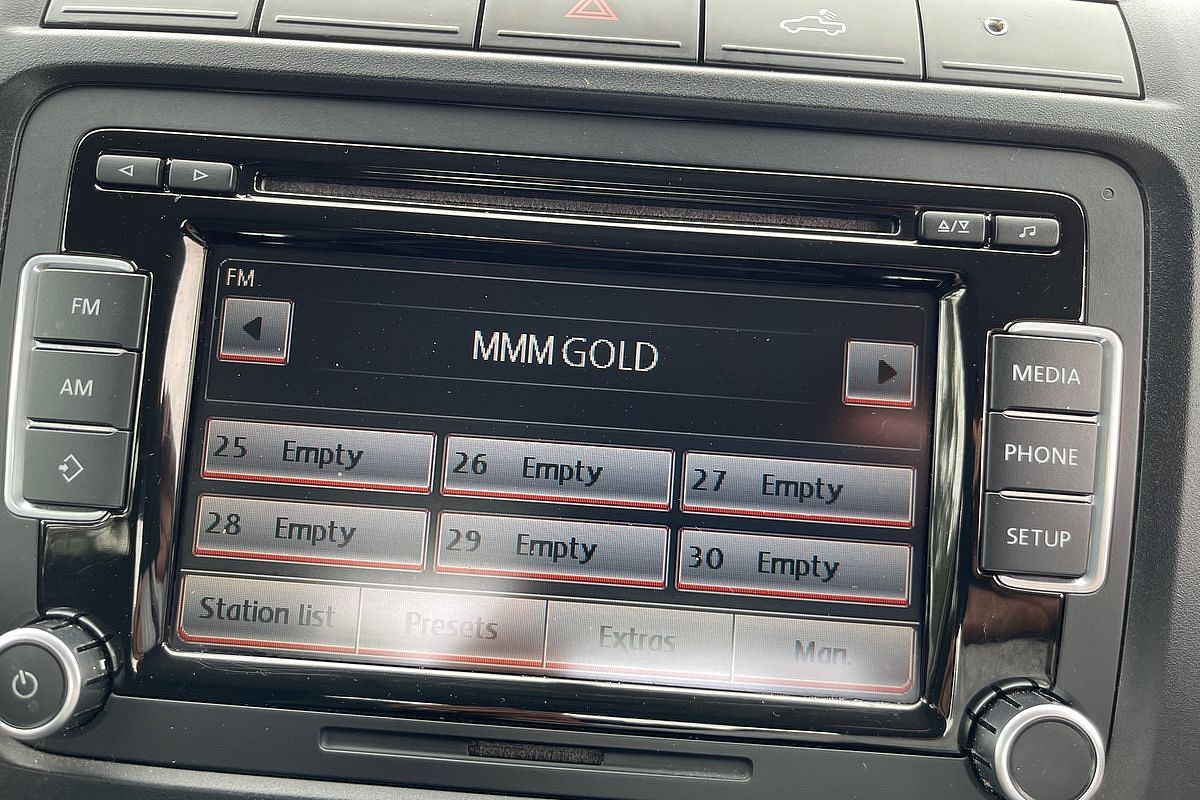 FM
MMM GOLD
25 Empty
26 Empty
27 Empty
28 Empty
29 Empty
30 Empty
Station list
Presets
Extras
Man.
FM
AM
MEDIA
PHONE
SETUP